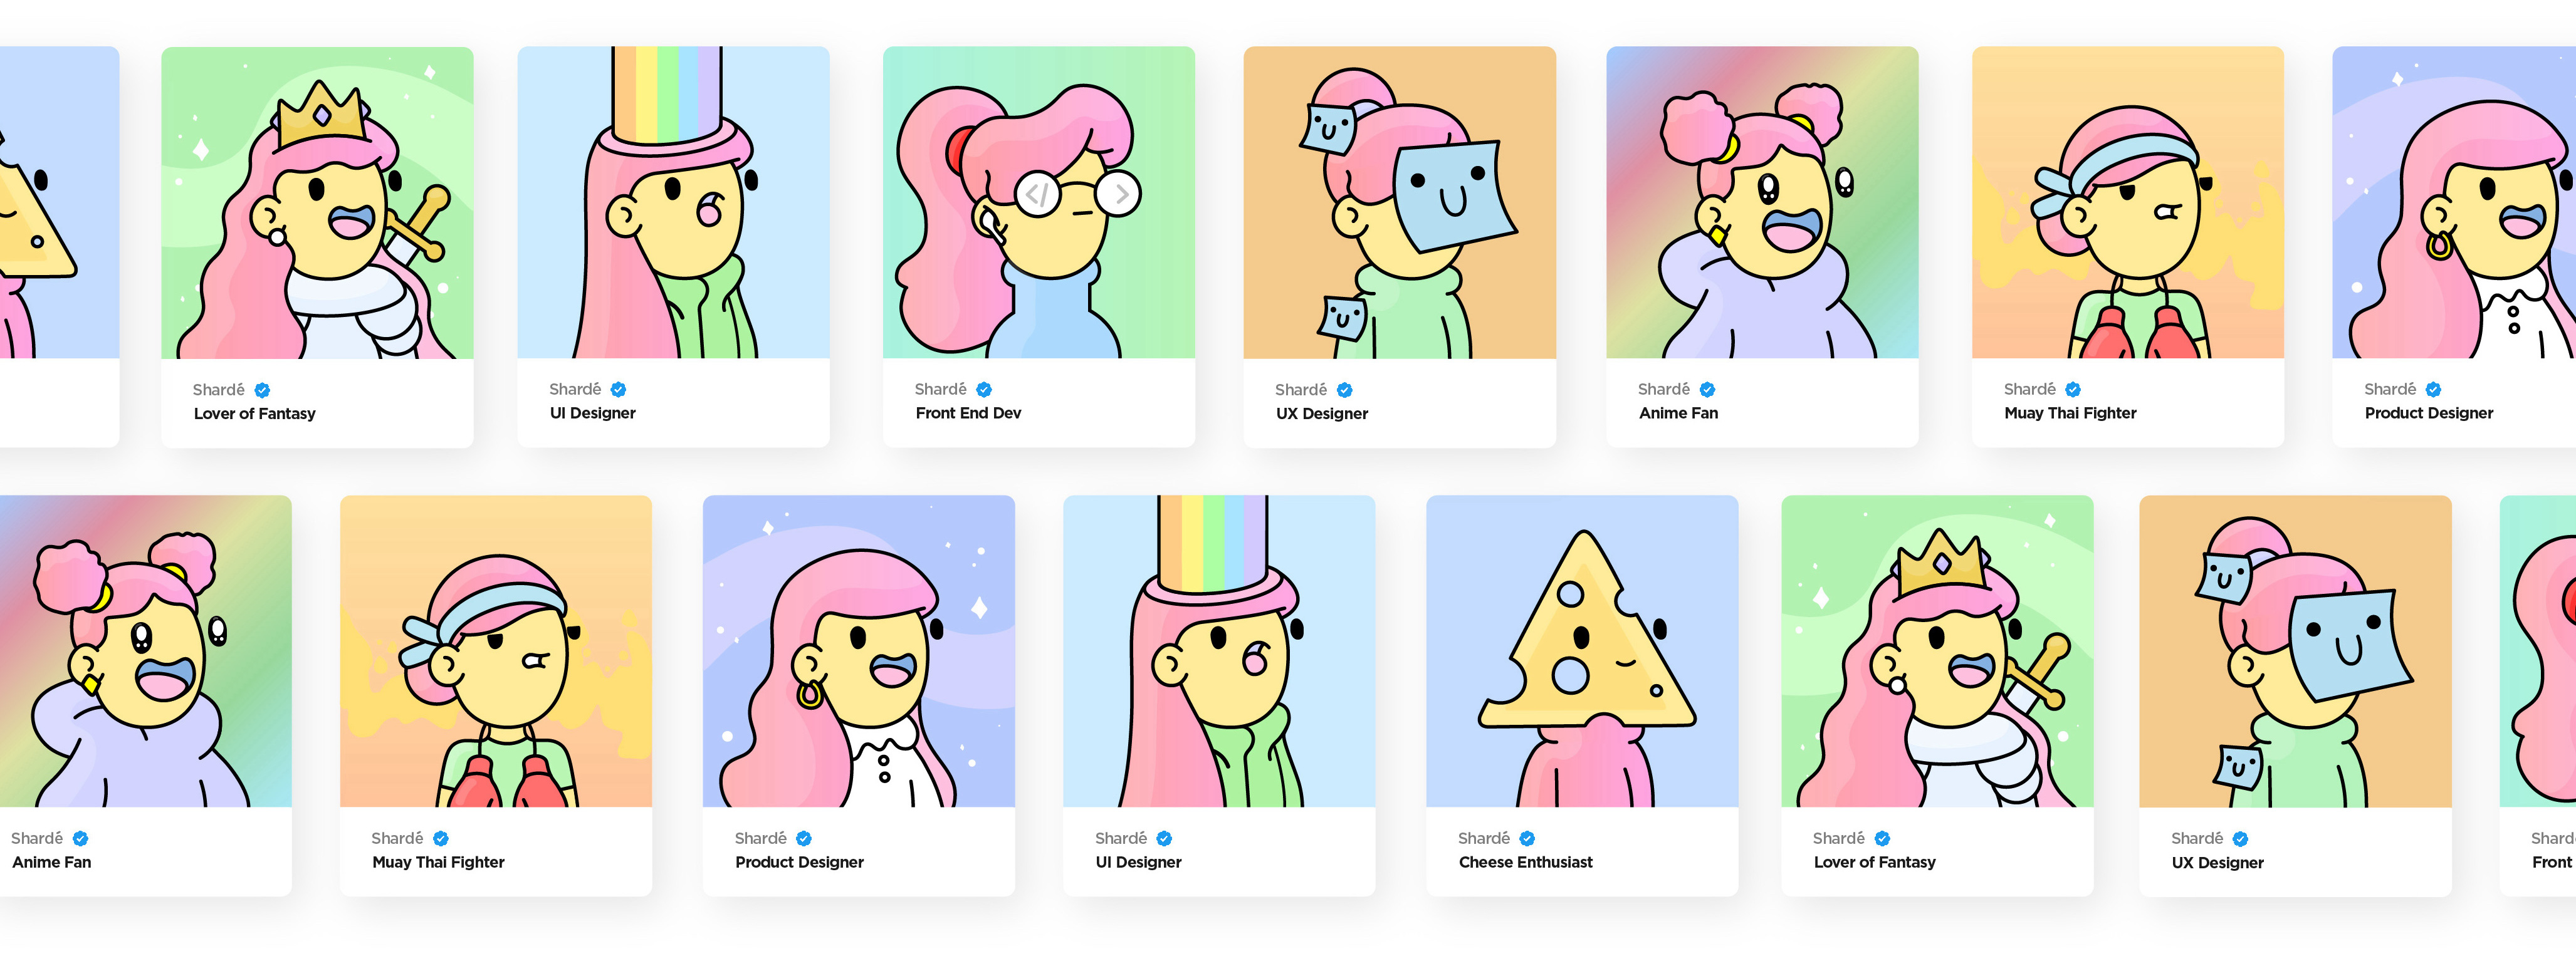 Shardé
Lover of Fantasy
Shardé
UI Designer
</>
Shardé
Front End Dev
Shardé
UX Designer
Shardé
Anime Fan
Shardé
Muay Thai Fighter
Shardé
Product Designer
Shardé
Anime Fan
Shardé
Muay Thai Fighter
Shardé
Product Designer
Shardé
UI Designer
Shardé
Cheese Enthusiast
Shardé
Lover of Fantasy
Shardé
UX Designer
Shard
Front